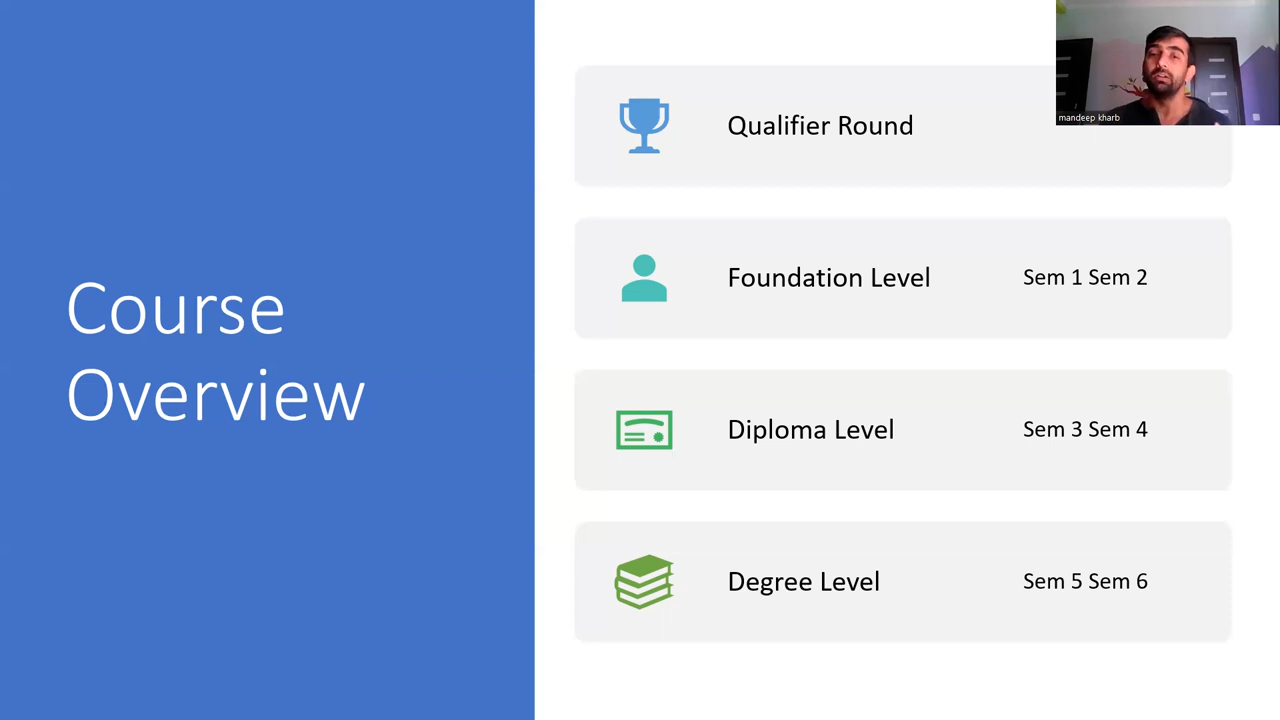 Course
Overview
Qualifier Round
Foundation Level Sem 1 Sem 2
Diploma Level Sem 3 Sem 4
Degree Level Sem 5 Sem 6
mandeep kharb